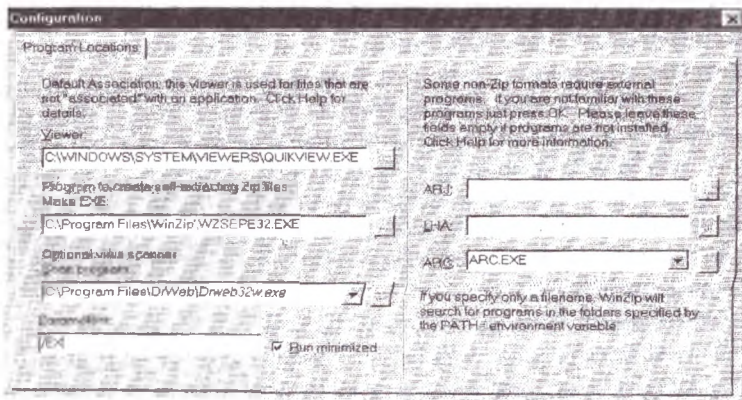 Configuration
Program Locations
Default Association: this viewer is used for files that are
not "associated" with an application. Click Help for
details.
Viewer:
C:\WINDOWS\SYSTEM\VIEWERS\QUIKVIEW.EXE
Program to create self-extracting Zip files
Make EXE:
C:\Program Files\WinZip\WZSEPE32.EXE
Optional virus scanner
Scan program:
C:\Program Files\DrWeb\Drweb32w.exe
Parameters:
Run minimized
Some non-Zip formats require external
programs. If you are not familiar with these
programs just press OK. Please leave these
fields empty if programs are not installed.
Click Help for more information.
ARJ:
LHA:
ARC: ARC.EXE
If you specify only a filename, WinZip will
search for programs in the folders specified by
the PATH= environment variable